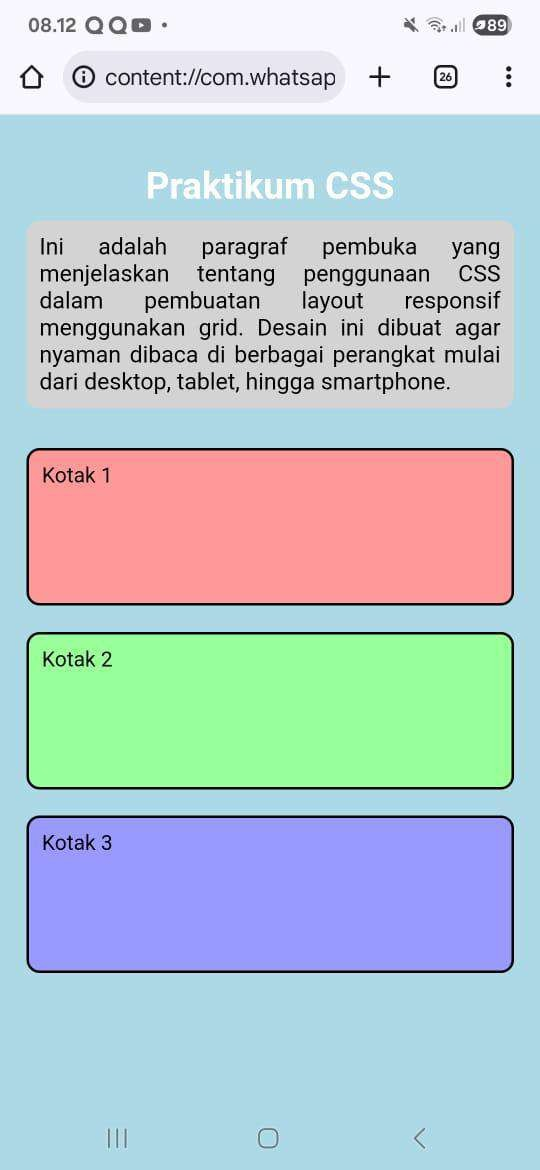 08.12
89
content://com.whatsap
26
Praktikum CSS
Ini adalah paragraf pembuka yang
menjelaskan tentang penggunaan CSS
dalam pembuatan layout responsif
menggunakan grid. Desain ini dibuat agar
nyaman dibaca di berbagai perangkat mulai
dari desktop, tablet, hingga smartphone.
Kotak 1
Kotak 2
Kotak 3